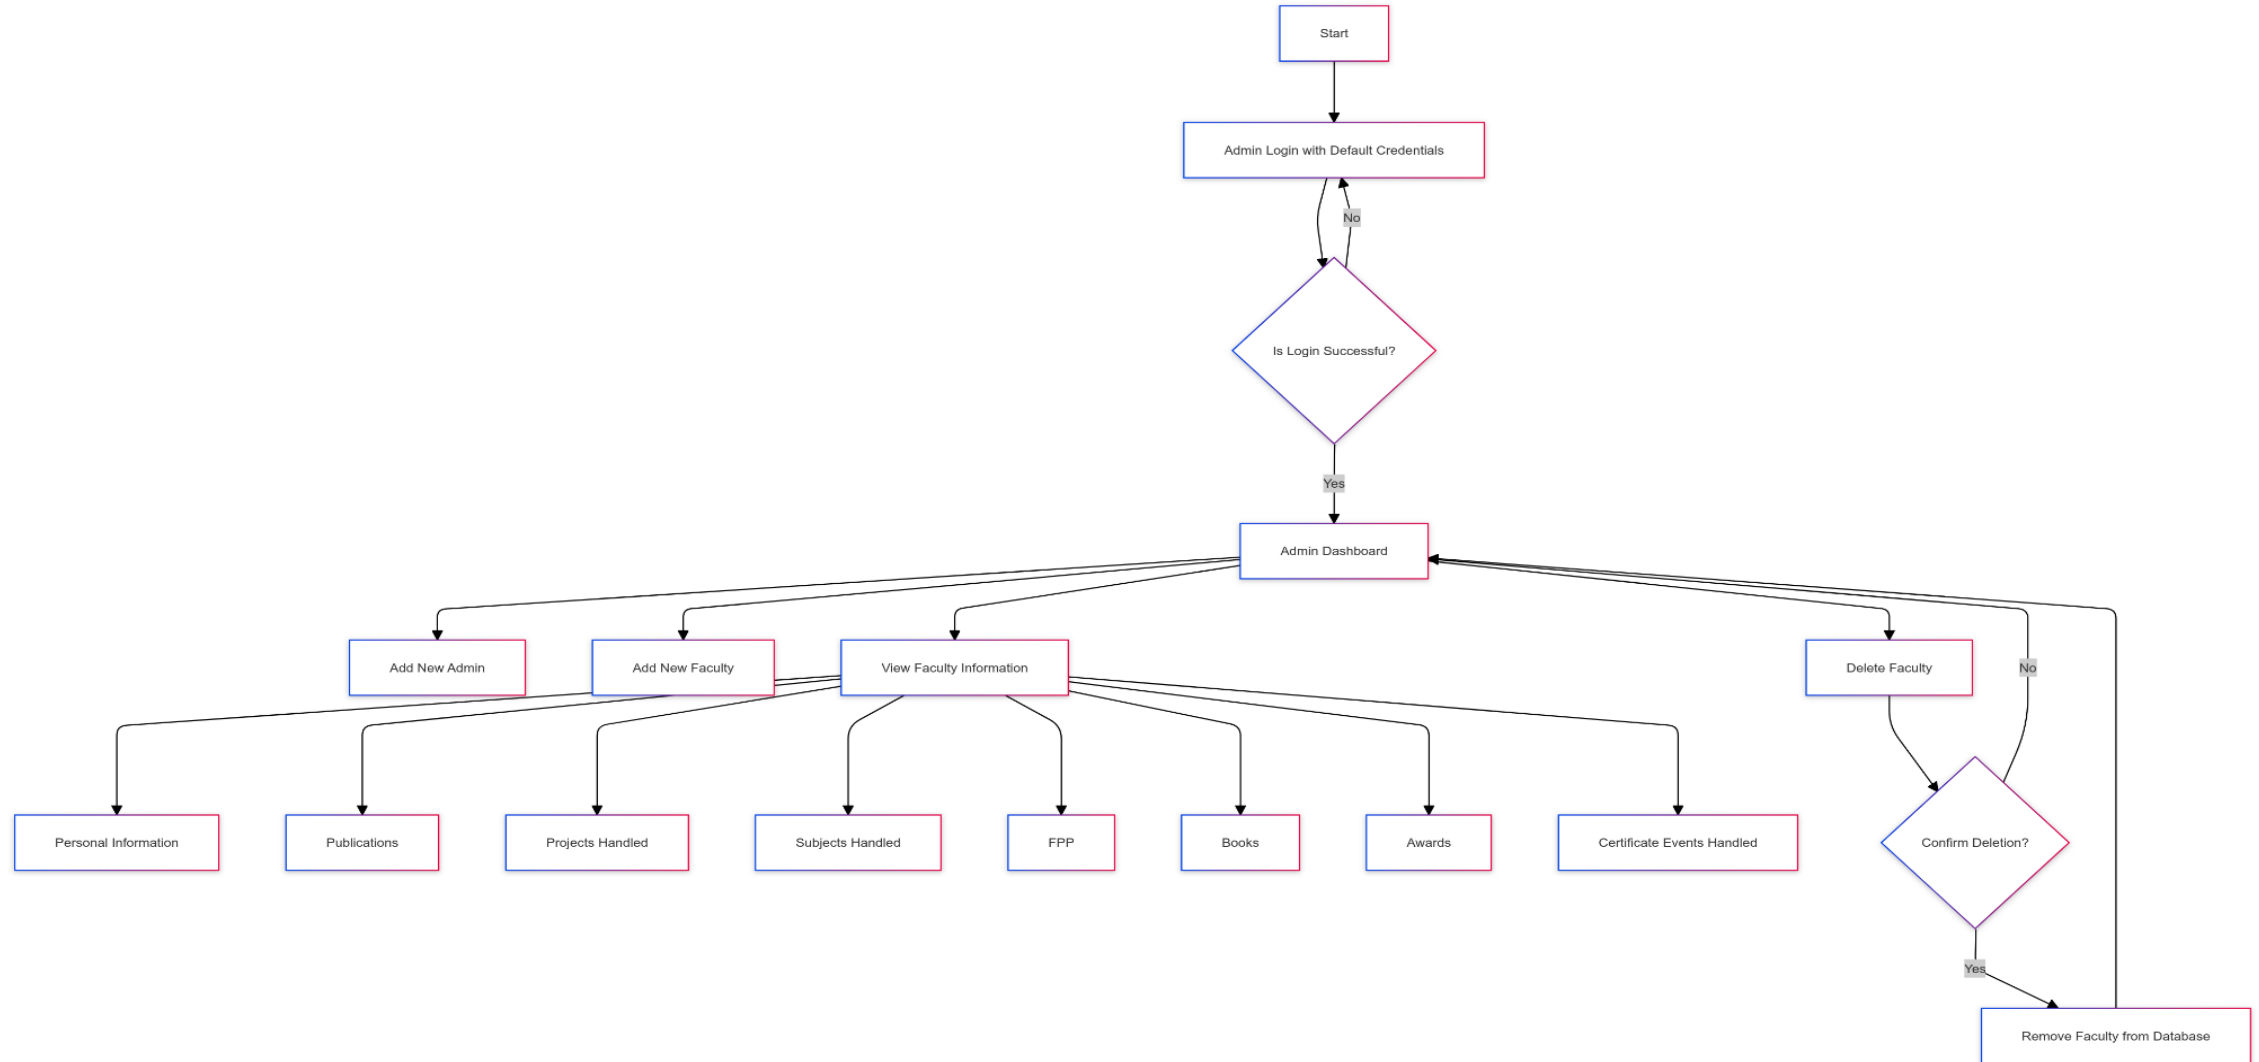 Start
Admin Login with Default Credentials
No
Is Login Successful?
Yes
Admin Dashboard
Add New Admin
Add New Faculty
View Faculty Information
Delete Faculty
No
Personal Information
Publications
Projects Handled
Subjects Handled
FPP
Books
Awards
Certificate Events Handled
Confirm Deletion?
Yes
Remove Faculty from Database